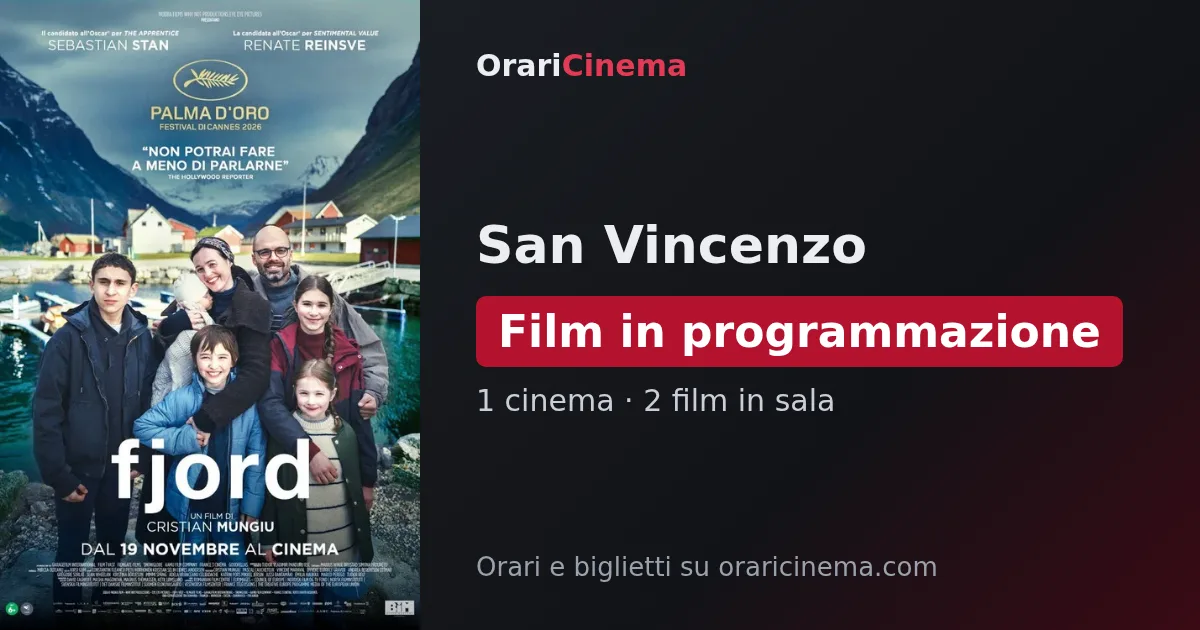 Il candidato all'Oscar® per THE APPRENTICE
SEBASTIAN STAN
La candidata all'Oscar® per SENTIMENTAL VALUE
RENATE REINSVE
PALMA D'ORO
FESTIVAL DI CANNES 2026
“NON POTRAI FARE
A MENO DI PARLARNE”
THE HOLLYWOOD REPORTER
fjord
UN FILM DI
CRISTIAN MUNGIU
DAL 19 NOVEMBRE AL CINEMA
BiM
OrariCinema
San Vincenzo
Film in programmazione
1 cinema · 2 film in sala
Orari e biglietti su oraricinema.com